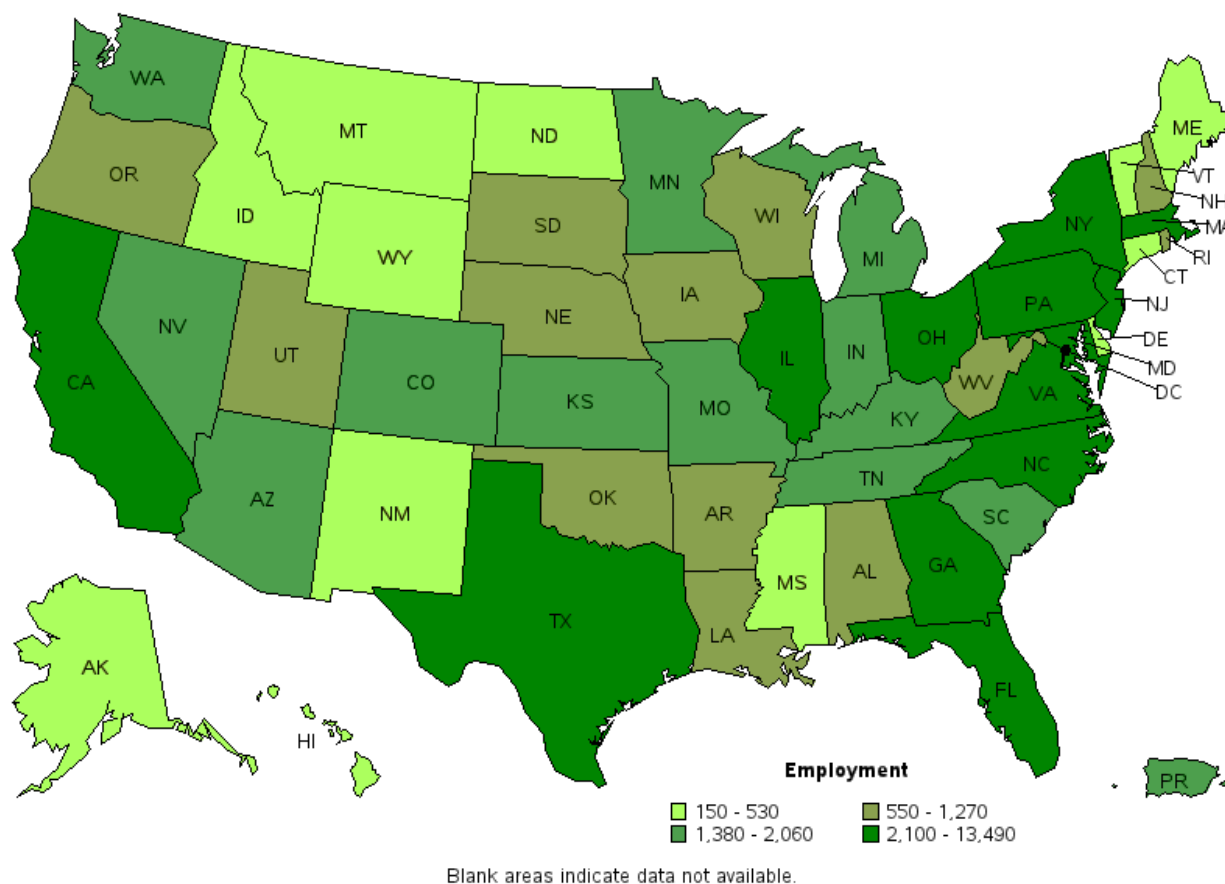 WA
MT
ND
ME
MN
VT
OR
WI
NH
ID
SD
NY
MA
WY
MI
RI
CT
IA
PA
NJ
NE
NV
OH
DE
UT
IL
IN
MD
CA
CO
WV
VA
DC
KS
MO
KY
NC
TN
AZ
OK
AR
SC
NM
MS
AL
GA
TX
LA
AK
FL
HI
PR
Employment
150 - 530 550 - 1,270
1,380 - 2,060 2,100 - 13,490
Blank areas indicate data not available.